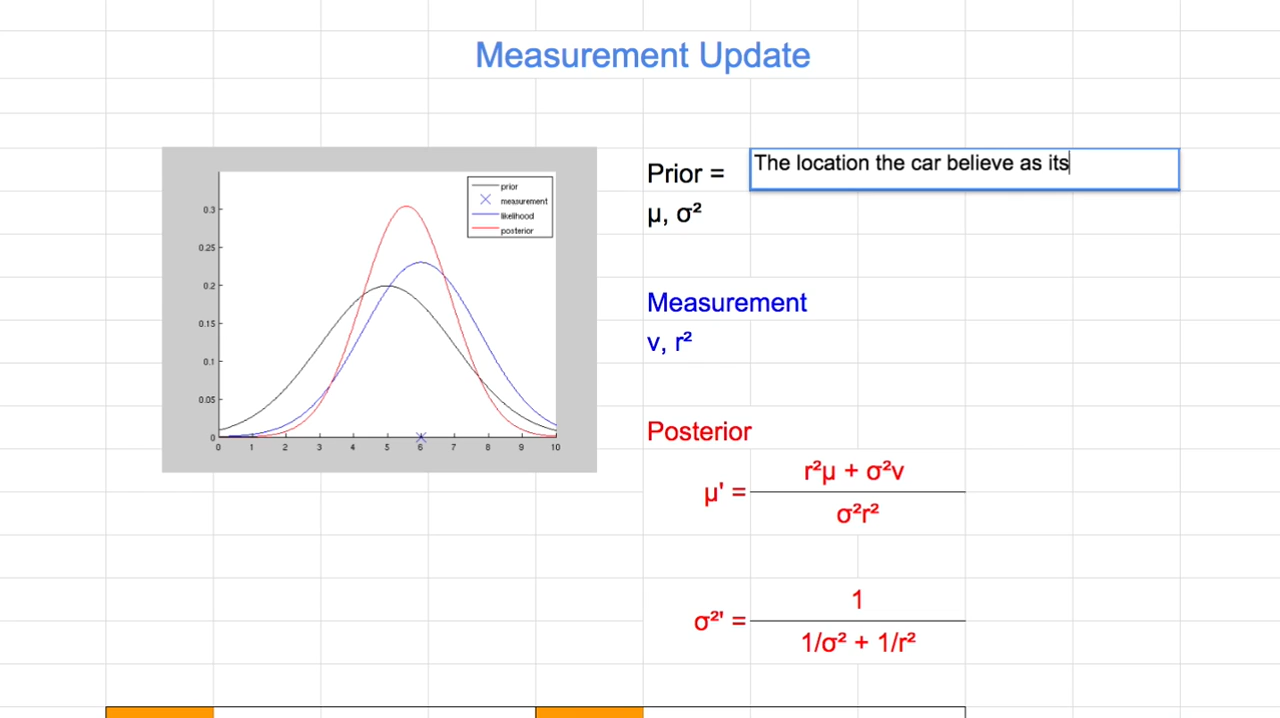 Measurement Update
Prior =
The location the car believe as its
μ, σ²
prior
measurement
likelihood
posterior
0.3
0.25
0.2
0.15
0.1
0.05
0
0 1 2 3 4 5 6 7 8 9 10
Measurement
v, r²
Posterior
μ' =
r²μ + σ²v
σ²r²
σ²' =
1
1/σ² + 1/r²